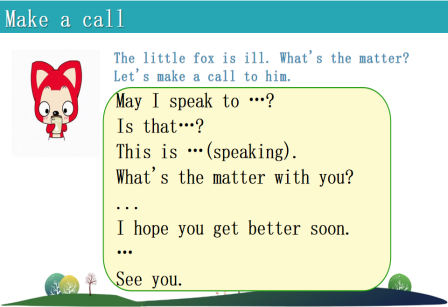 Make a call
The little fox is ill. What's the matter?
Let's make a call to him.
May I speak to …?
Is that…?
This is …(speaking).
What's the matter with you?
...
I hope you get better soon.
…
See you.